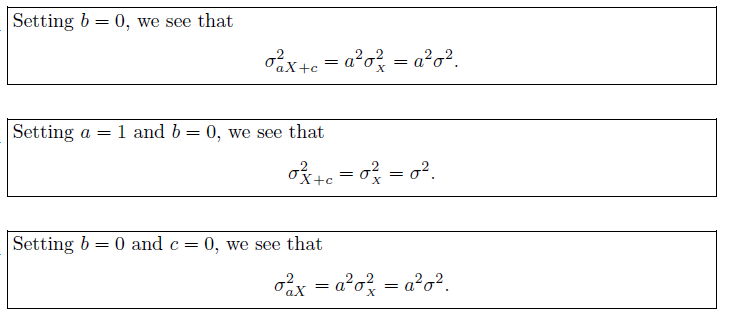 Setting b = 0, we see that
σ²_{aX+c} = a²σ²_X = a²σ².
Setting a = 1 and b = 0, we see that
σ²_{X+c} = σ²_X = σ².
Setting b = 0 and c = 0, we see that
σ²_{aX} = a²σ²_X = a²σ².